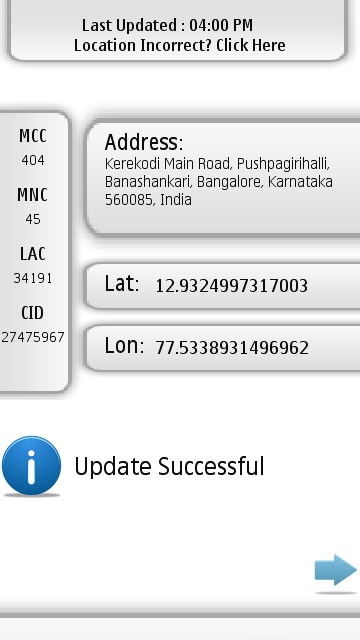 Last Updated : 04:00 PM
Location Incorrect? Click Here
MCC
404
MNC
45
LAC
34191
CID
27475967
Address:
Kerekodi Main Road, Pushpagirihalli,
Banashankari, Bangalore, Karnataka
560085, India
Lat: 12.9324997317003
Lon: 77.5338931496962
Update Successful